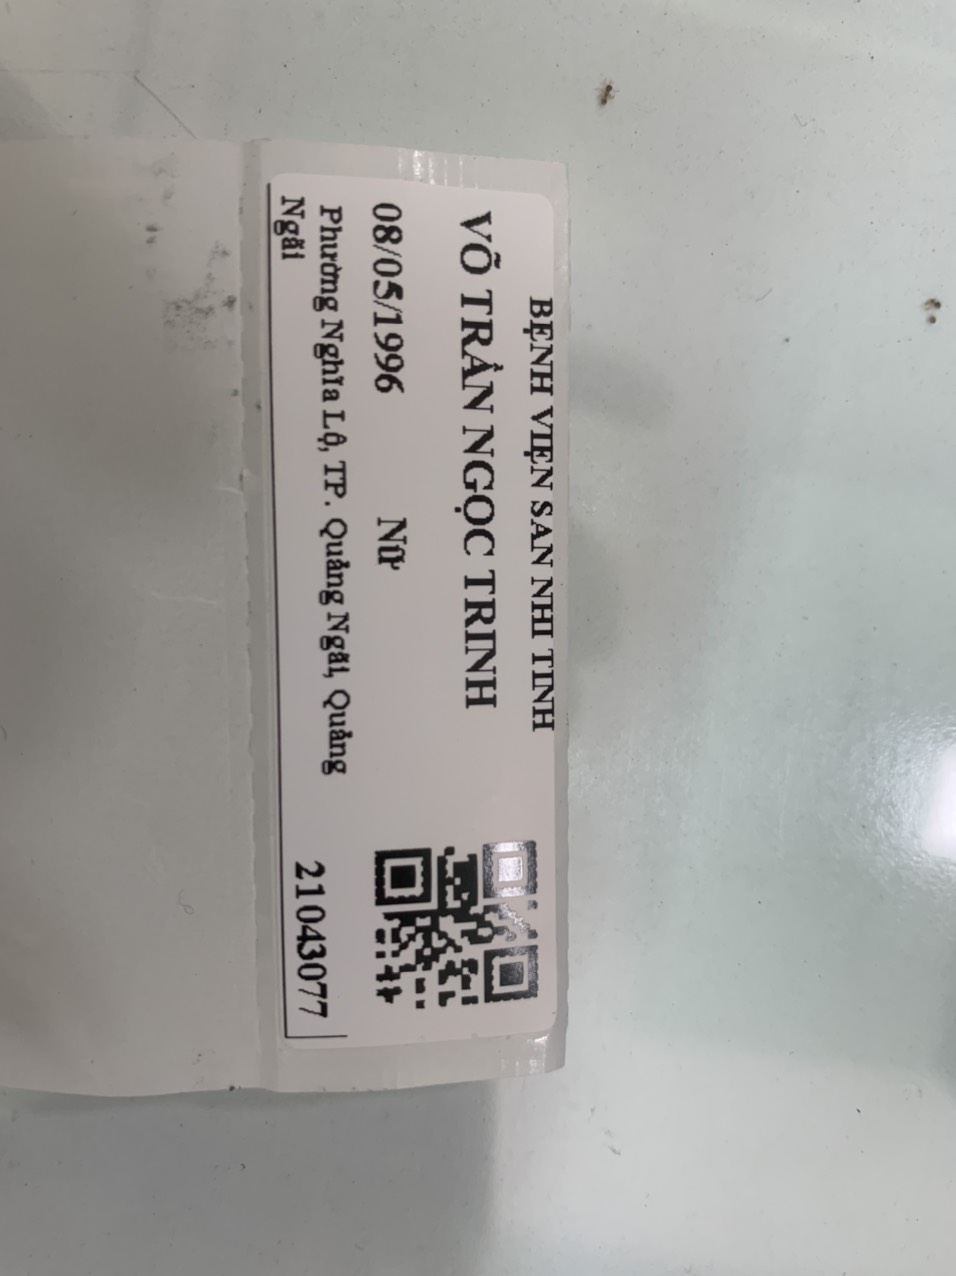 BỆNH VIỆN SẢN NHI TỈNH
VÕ TRẦN NGỌC TRINH
08/05/1996 Nữ
Phường Nghĩa Lộ, TP. Quảng Ngãi, Quảng
Ngãi
21043077